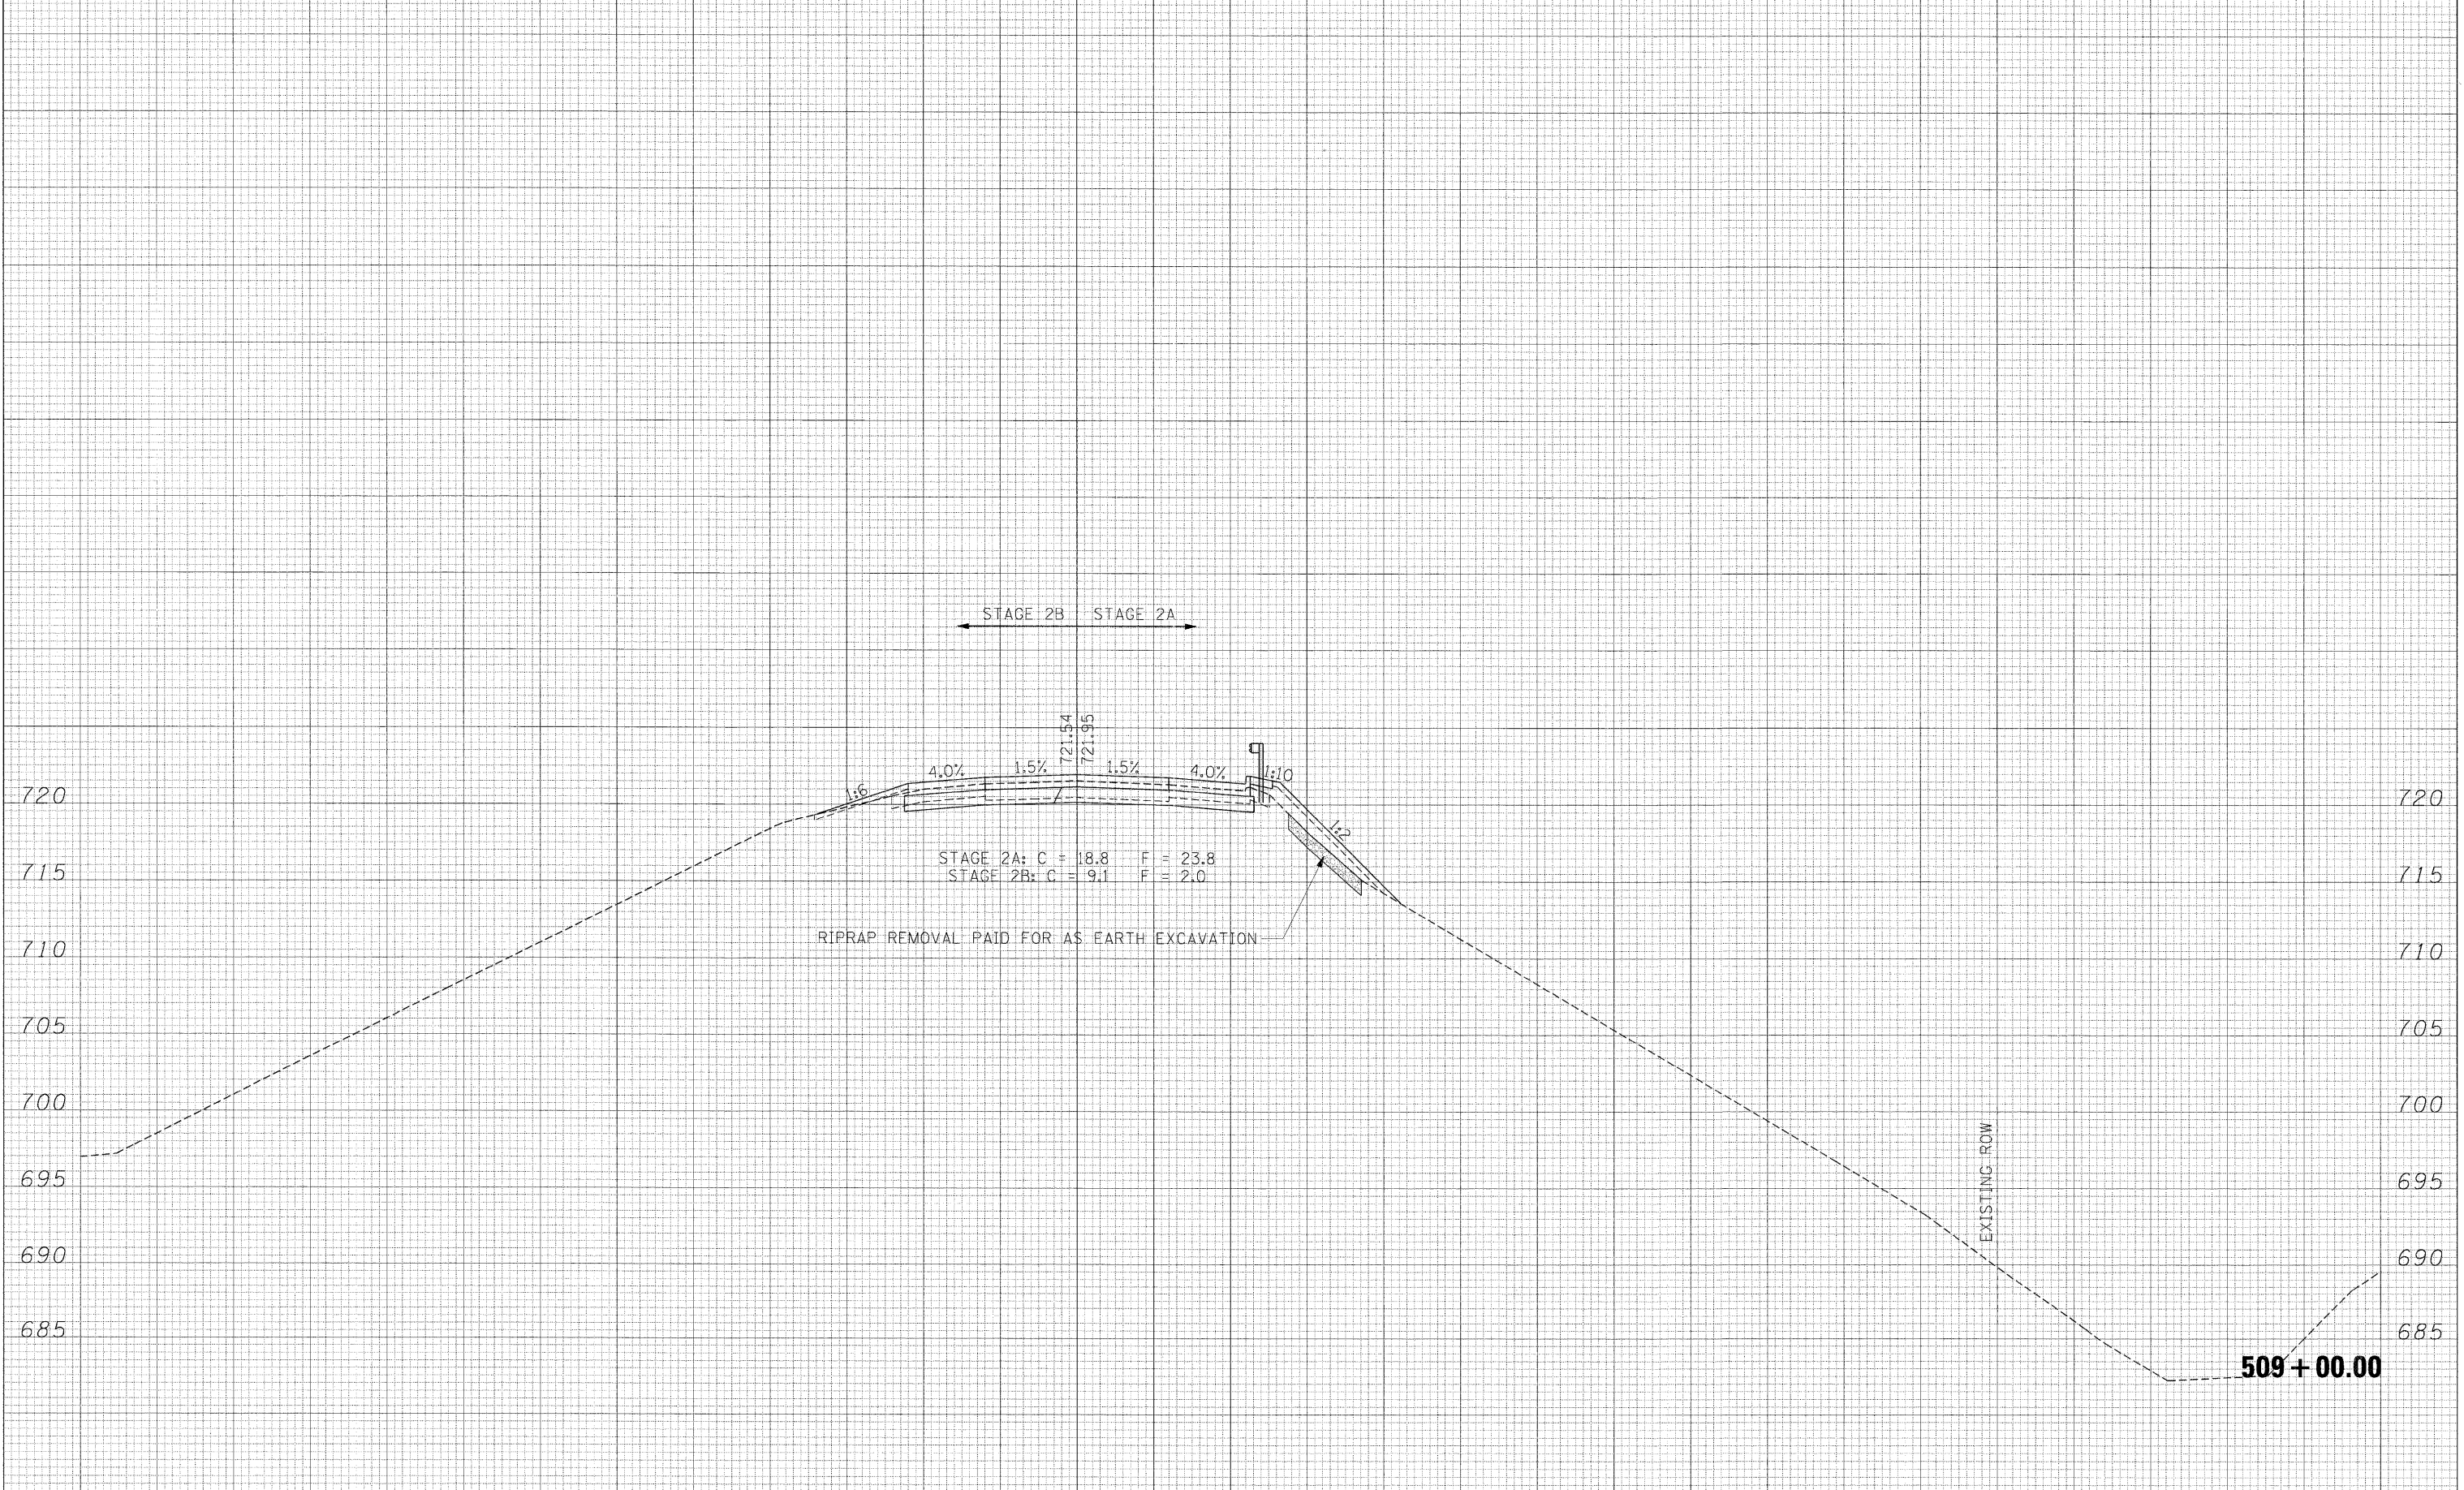 STAGE 2B STAGE 2A
721.54
721.95
4.0% 1.5% 1.5% 4.0% 1:10
1:6
720 720
1:2
STAGE 2A: C = 18.8 F = 23.8
STAGE 2B: C = 9.1 F = 2.0
715 715
RIPRAP REMOVAL PAID FOR AS EARTH EXCAVATION
710 710
705 705
700 700
EXISTING ROW
695 695
690 690
685 685
509+00.00